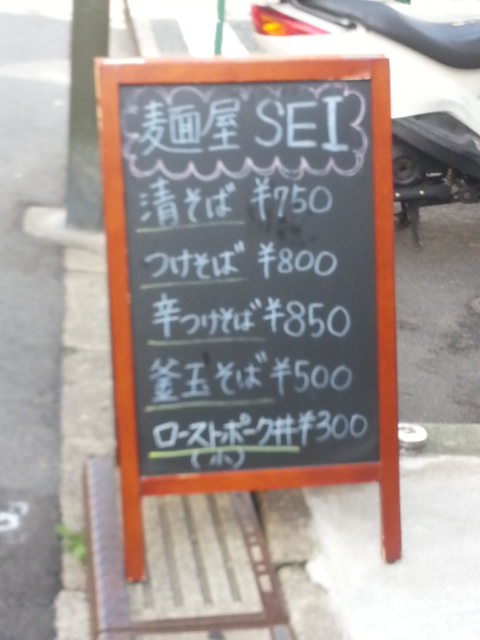 麺屋 SEI
清そば ¥750
つけそば ¥800
辛つけそば ¥850
釜玉そば ¥500
ローストポーク丼 ¥300
(小)